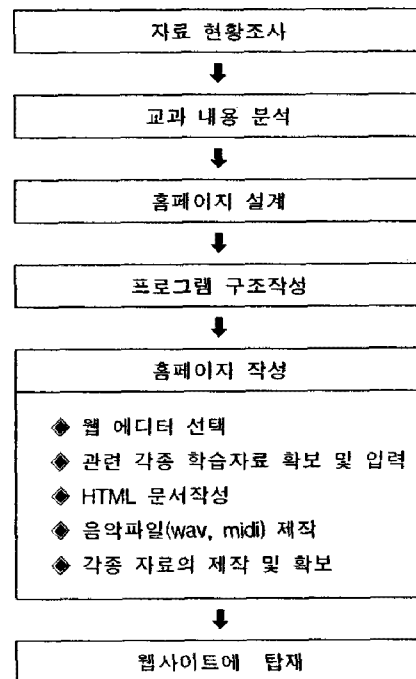 자료 현황조사
교과 내용 분석
홈페이지 설계
프로그램 구조작성
홈페이지 작성
◈ 웹 에디터 선택
◈ 관련 각종 학습자료 확보 및 입력
◈ HTML 문서작성
◈ 음악파일(wav, midi) 제작
◈ 각종 자료의 제작 및 확보
웹사이트에 탑재